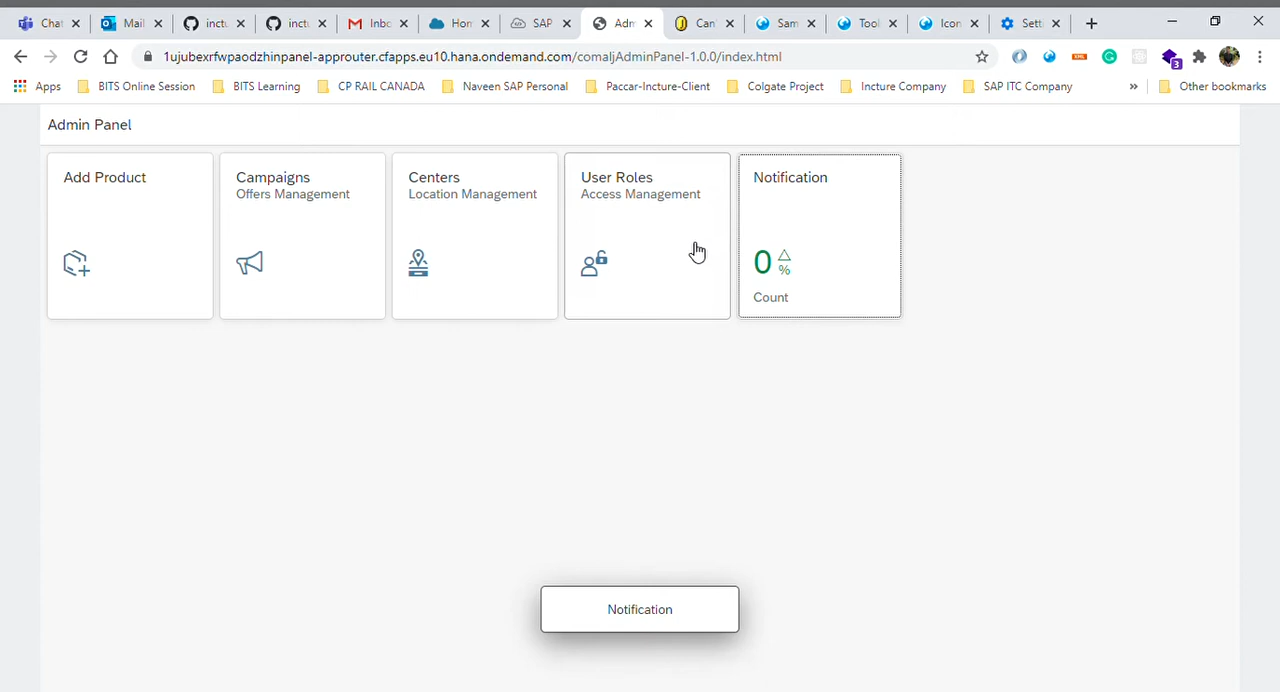 Chat
Mail
inctu
inctu
Inbo
Hom
SAP
Adm
Can
Sam
Tool
Icon
Setti
1ujubexrfwpaodzhinpanel-approuter.cfapps.eu10.hana.ondemand.com/comaljAdminPanel-1.0.0/index.html
XML
3
Apps
BITS Online Session
BITS Learning
CP RAIL CANADA
Naveen SAP Personal
Paccar-Incture-Client
Colgate Project
Incture Company
SAP ITC Company
»
Other bookmarks
Admin Panel
Add Product
Campaigns
Offers Management
Centers
Location Management
User Roles
Access Management
Notification
0
%
Count
Notification